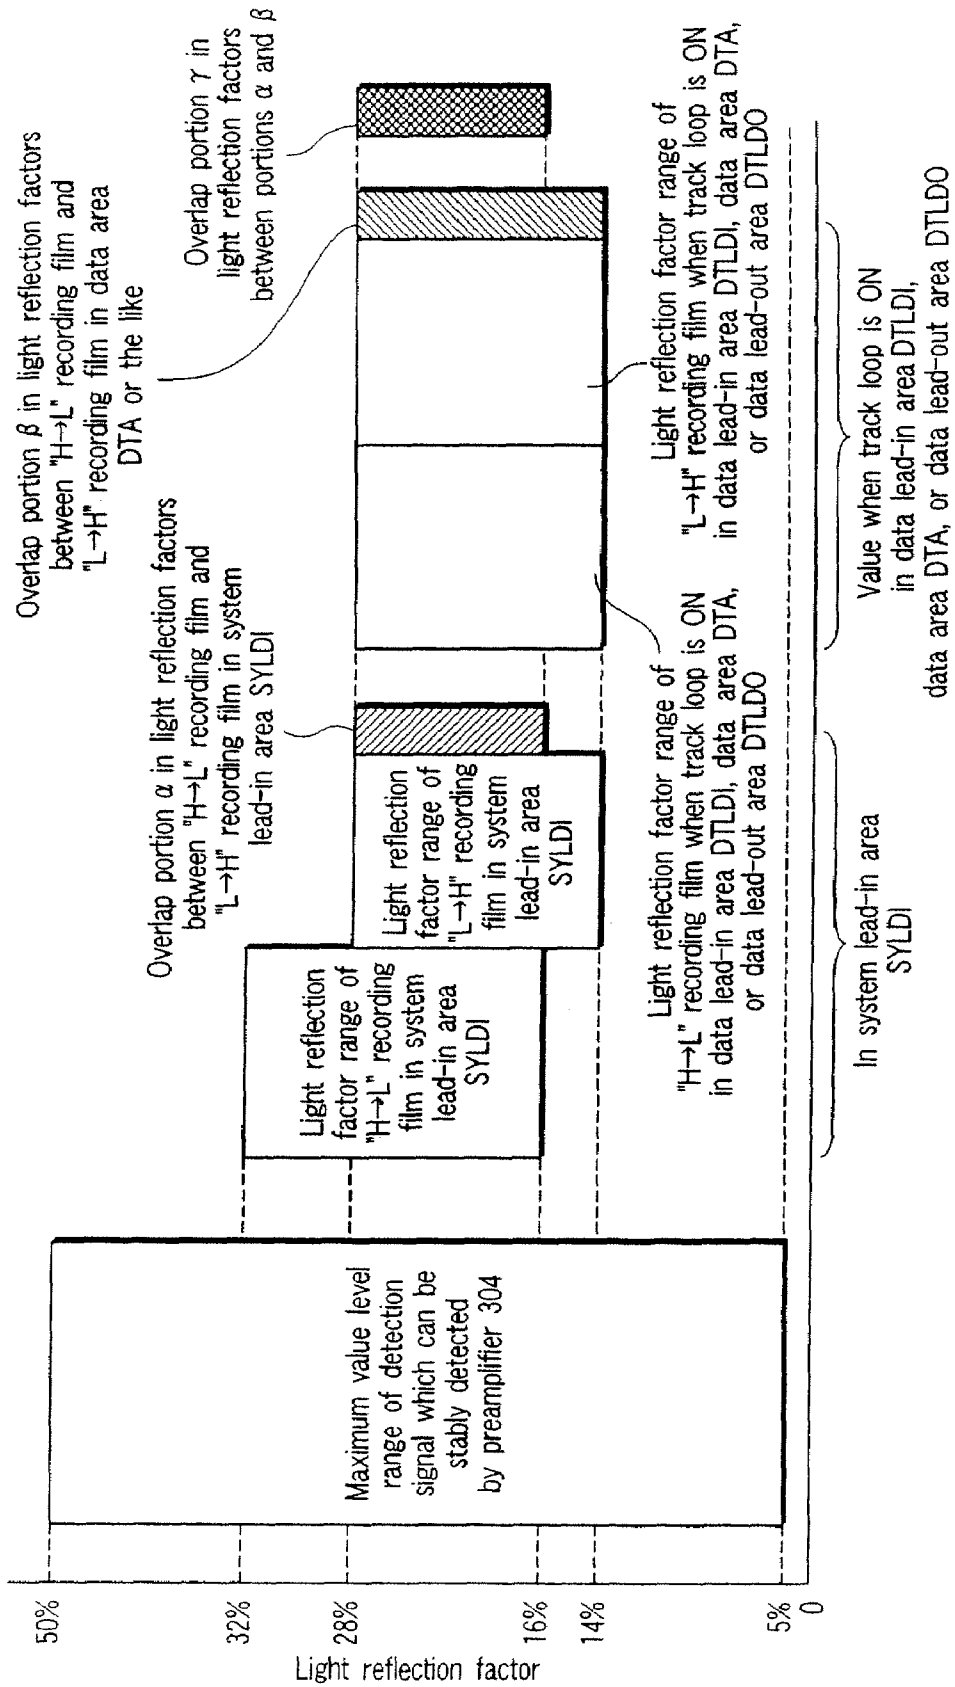 Light reflection factor
50%
32%
28%
16%
14%
5%
0
Maximum value level
range of detection
signal which can be
stably detected
by preamplifier 304
Light reflection
factor range of
"H→L" recording
film in system
lead-in area
SYLDI
Light reflection
factor range of
"L→H" recording
film in system
lead-in area
SYLDI
Overlap portion α in light reflection factors
between "H→L" recording film and
"L→H" recording film in system
lead-in area SYLDI
Overlap portion β in light reflection factors
between "H→L" recording film and
"L→H" recording film in data area
DTA or the like
Overlap portion γ in
light reflection factors
between portions α and β
Light reflection factor range of
"H→L" recording film when track loop is ON
in data lead-in area DTLDI, data area DTA,
or data lead-out area DTLDO
Light reflection factor range of
"L→H" recording film when track loop is ON
in data lead-in area DTLDI, data area DTA,
or data lead-out area DTLDO
In system lead-in area
SYLDI
Value when track loop is ON
in data lead-in area DTLDI,
data area DTA, or data lead-out area DTLDO